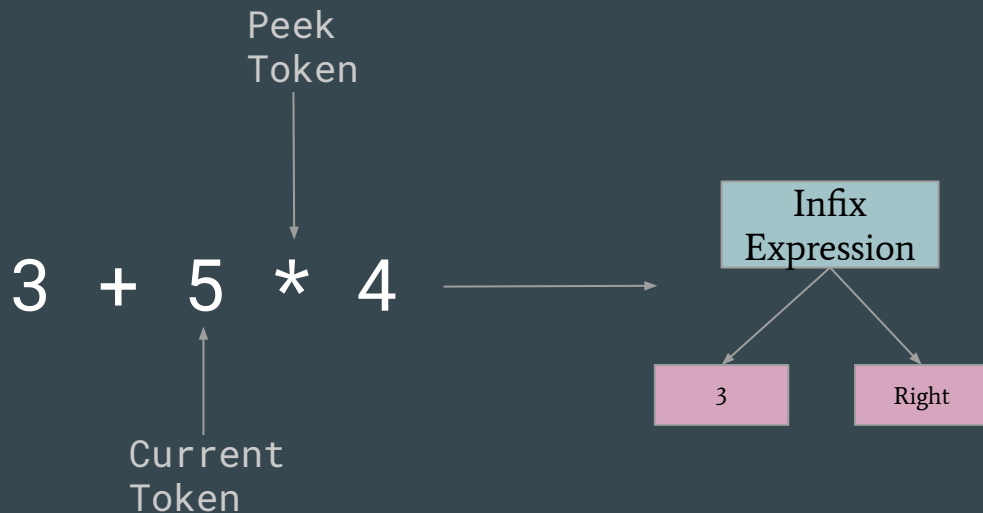 Peek
Token
Infix
Expression
3 + 5 * 4
3
Right
Current
Token